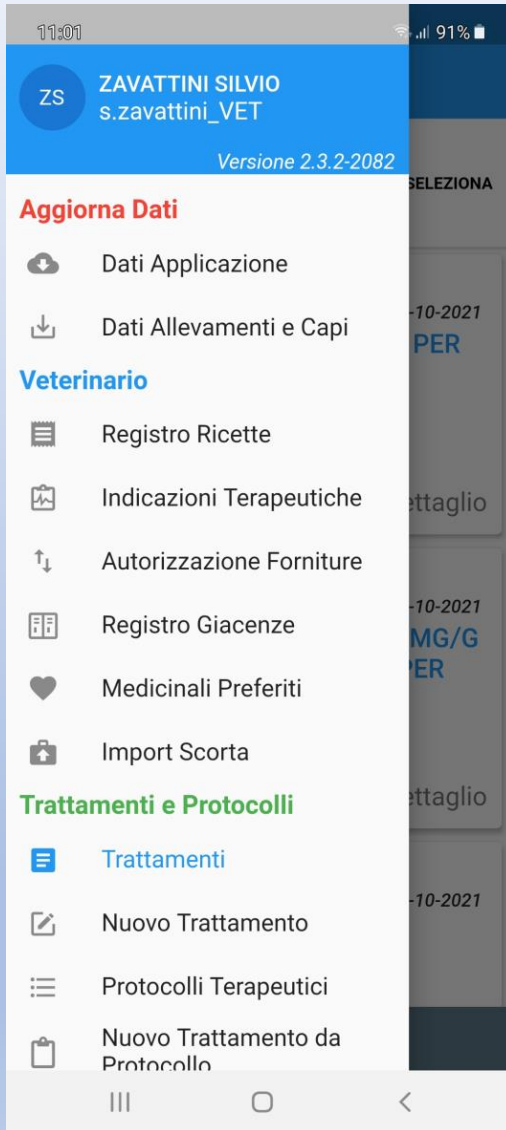 11:01
91%
ZS
ZAVATTINI SILVIO
s.zavattini_VET
Versione 2.3.2-2082
SELEZIONA
Aggiorna Dati
Dati Applicazione
Dati Allevamenti e Capi
-10-2021
PER
Veterinario
Registro Ricette
Indicazioni Terapeutiche
ettaglio
Autorizzazione Forniture
-10-2021
Registro Giacenze
MG/G
PER
Medicinali Preferiti
Import Scorta
ettaglio
Trattamenti e Protocolli
Trattamenti
-10-2021
Nuovo Trattamento
Protocolli Terapeutici
Nuovo Trattamento da
Protocollo